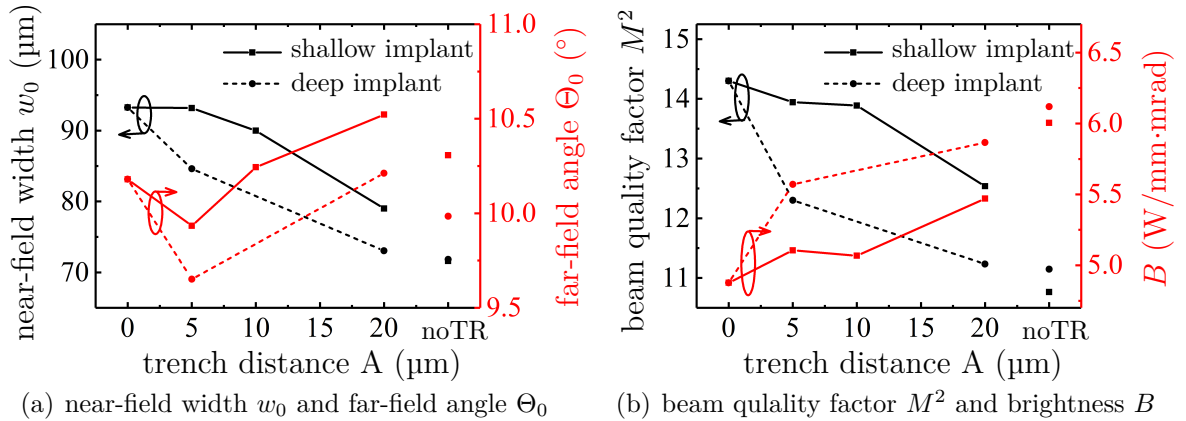 near-field width w₀ (µm)
100
90
80
70
shallow implant
deep implant
0
5
10
15
20
noTR
trench distance A (µm)
11.0
10.5
10.0
9.5
far-field angle Θ₀ (°)
(a) near-field width w₀ and far-field angle Θ₀
beam quality factor M²
15
14
13
12
11
shallow implant
deep implant
0
5
10
15
20
noTR
trench distance A (µm)
6.5
6.0
5.5
5.0
B (W/mm·mrad)
(b) beam qulality factor M² and brightness B